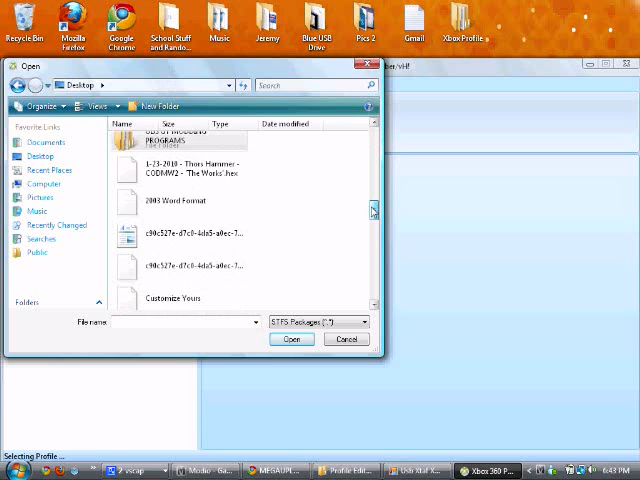 Recycle Bin
Mozilla
Firefox
Google
Chrome
School Stuff
and Rando...
Music
Jeremy
Blue USB
Drive
Pics 2
Gmail
Xbox Profile
Open
Desktop
Search
Organize
Views
New Folder
Favorite Links
Documents
Desktop
Recent Places
Computer
Pictures
Music
Recently Changed
Searches
Public
Folders
Name
Size
Type
Date modified
PROGRAMS
File Folder
1-23-2010 - Thors Hammer -
CODMW2 - 'The Works'.hex
2003 Word Format
c90c527e-d7c0-4da5-a0ec-7...
c90c527e-d7c0-4da5-a0ec-7...
Customize Yours
File name:
STFS Packages (*.*)
Open
Cancel
Selecting Profile ...
2 vscap
Modio - Ga...
MEGAUPL...
Profile Edit...
Usb Xtaf X...
Xbox 360 P...
6:43 PM